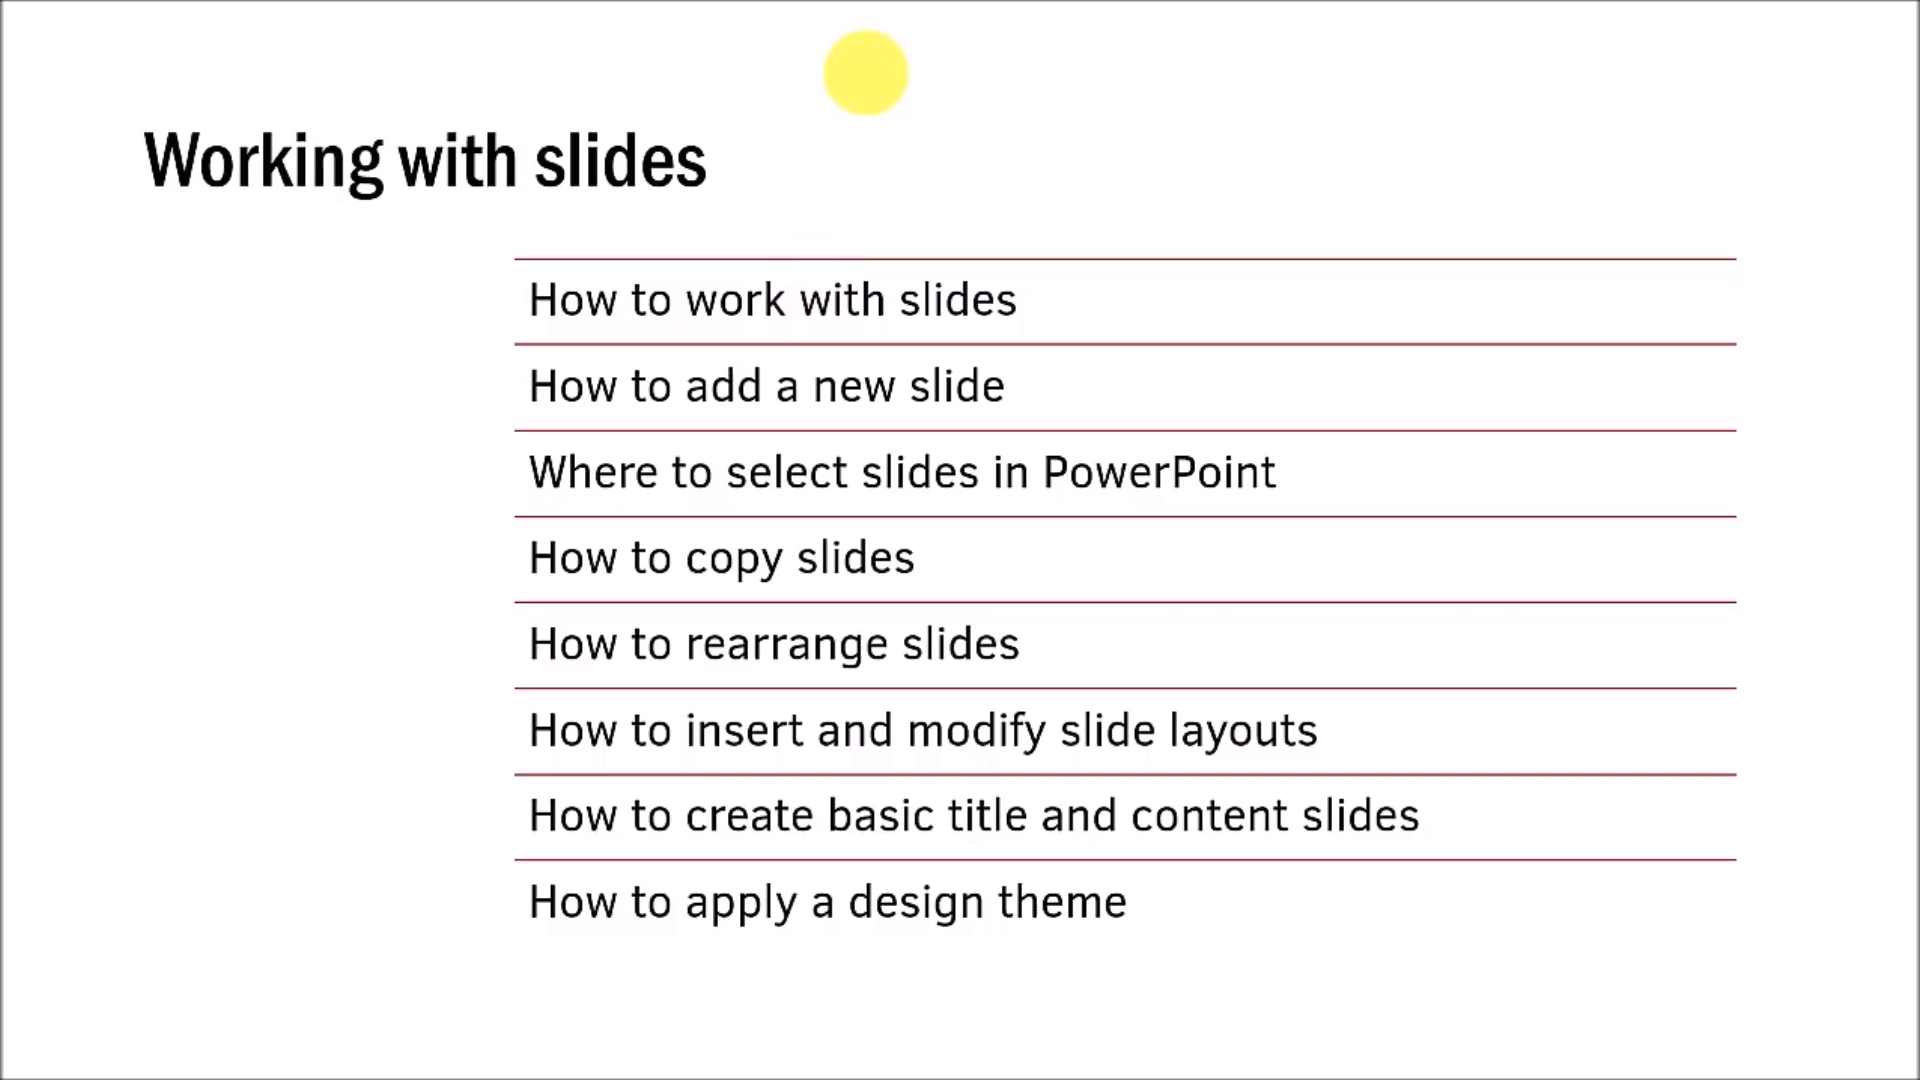 Working with slides
How to work with slides
How to add a new slide
Where to select slides in PowerPoint
How to copy slides
How to rearrange slides
How to insert and modify slide layouts
How to create basic title and content slides
How to apply a design theme